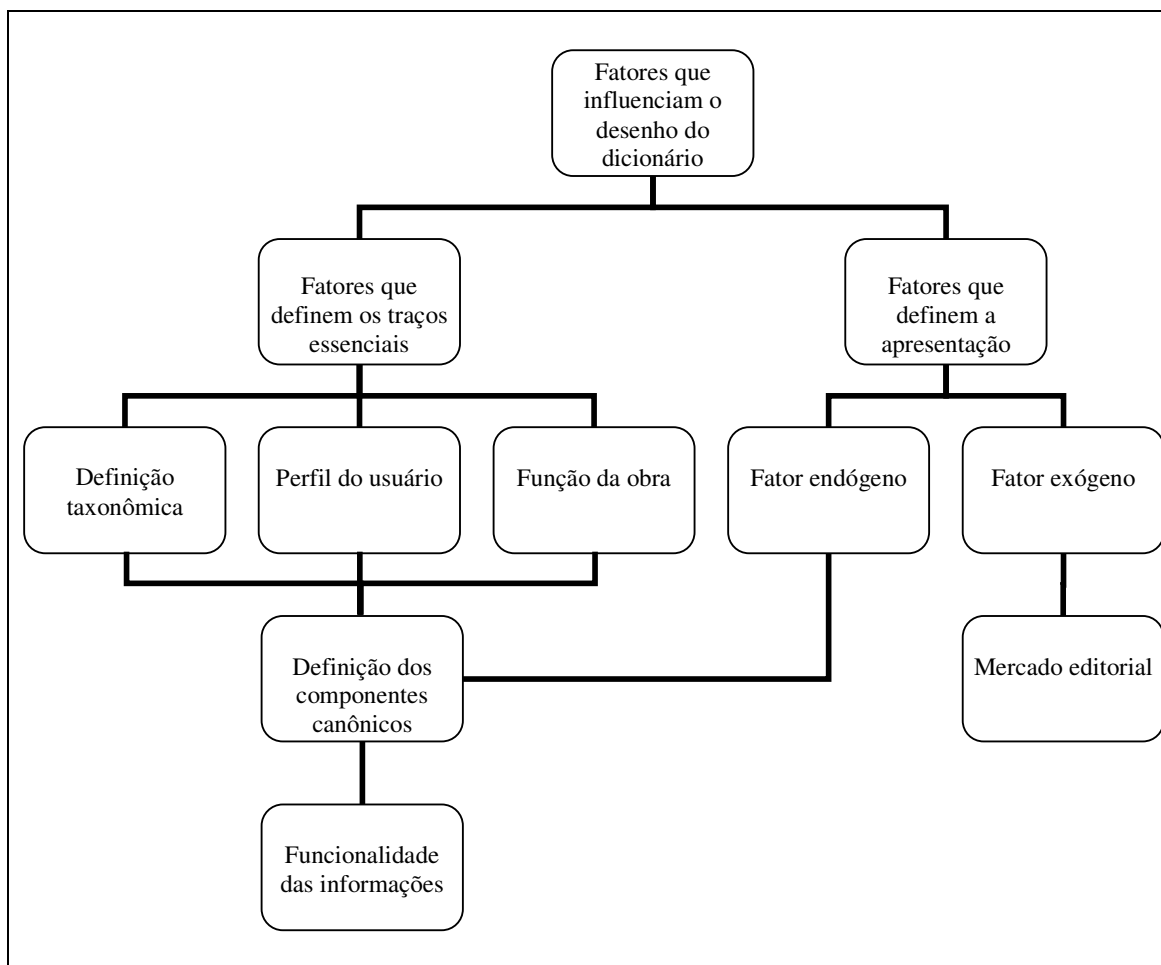 Fatores que
influenciam o
desenho do
dicionário
Fatores que
definem os traços
essenciais
Fatores que
definem a
apresentação
Definição
taxonômica
Perfil do usuário
Função da obra
Fator endógeno
Fator exógeno
Definição dos
componentes
canônicos
Mercado editorial
Funcionalidade
das informações